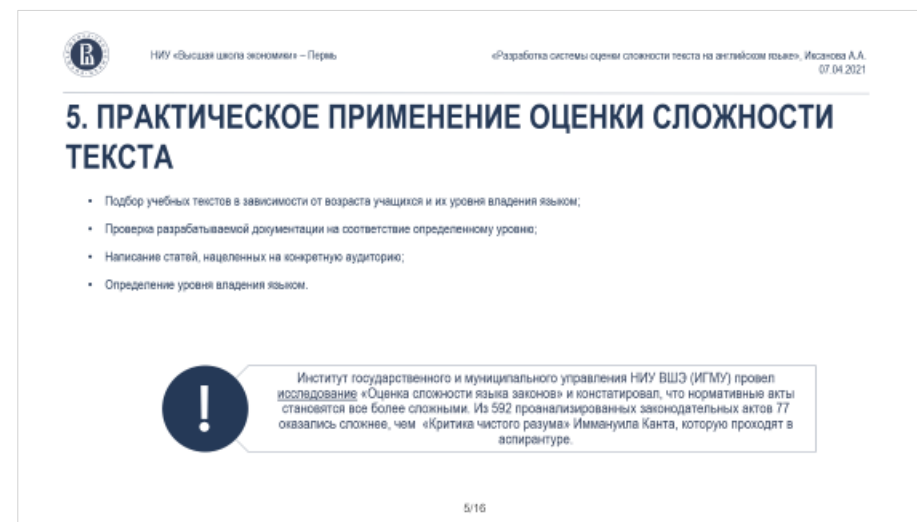 НИУ «Высшая школа экономики» – Пермь
«Разработка системы оценки сложности текста на английском языке», Ивсанова А.А.
07.04.2021
5. ПРАКТИЧЕСКОЕ ПРИМЕНЕНИЕ ОЦЕНКИ СЛОЖНОСТИ
ТЕКСТА
• Подбор учебных текстов в зависимости от возраста учащихся и их уровня владения языком;
• Проверка разрабатываемой документации на соответствие определенному уровню;
• Написание статей, нацеленных на конкретную аудиторию;
• Определение уровня владения языком.
!
Институт государственного и муниципального управления НИУ ВШЭ (ИГМУ) провел
исследование «Оценка сложности языка законов» и констатировал, что нормативные акты
становятся все более сложными. Из 592 проанализированных законодательных актов 77
оказались сложнее, чем «Критика чистого разума» Иммануила Канта, которую проходят в
аспирантуре.
5/16